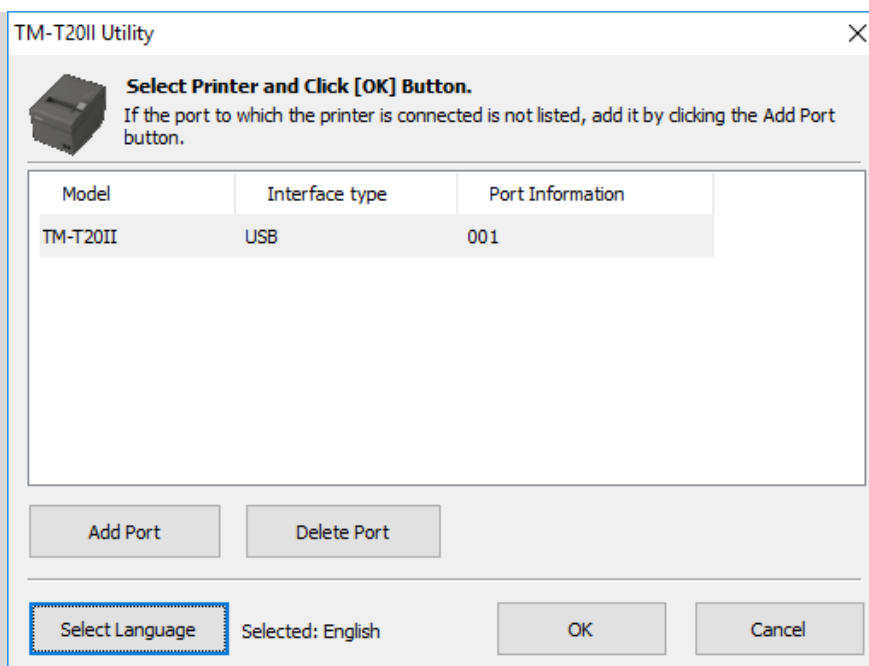 TM-T20II Utility
Select Printer and Click [OK] Button.
If the port to which the printer is connected is not listed, add it by clicking the Add Port
button.
Model Interface type Port Information
TM-T20II USB 001
Add Port Delete Port
Select Language Selected: English OK Cancel